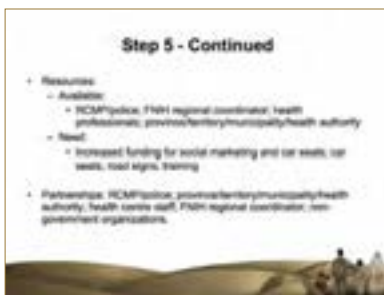 Step 5 - Continued
• Resources:
– Available:
• RCMP/police; FNIH regional coordinator; health
professionals; province/territory/municipality/health authority
– Need:
• Increased funding for social marketing and car seats; car
seats; road signs; training
• Partnerships: RCMP/police; province/territory/municipality/health
authority; health centre staff; FNIH regional coordinator; non-
government organizations.